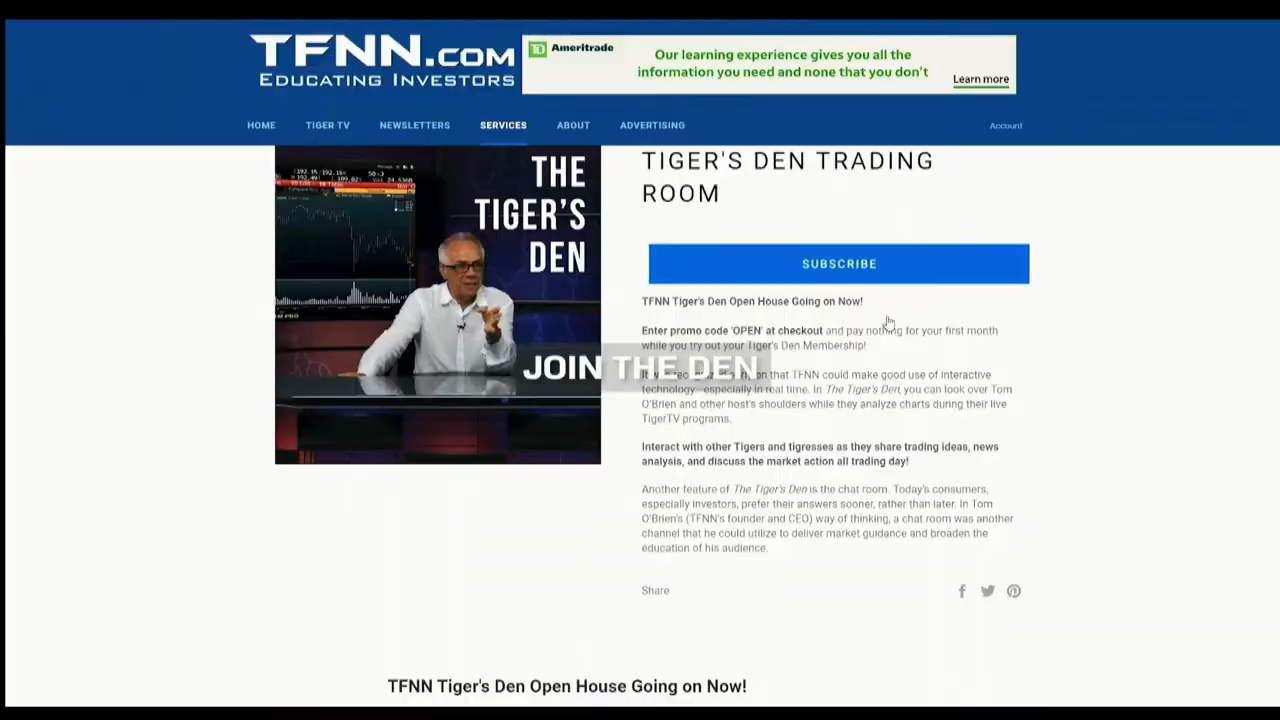 TFNN.COM
EDUCATING INVESTORS
TD Ameritrade
Our learning experience gives you all the
information you need and none that you don't
Learn more
HOME TIGER TV NEWSLETTERS SERVICES ABOUT ADVERTISING Account
THE
TIGER'S
DEN
TIGER'S DEN TRADING
ROOM
SUBSCRIBE
TFNN Tiger's Den Open House Going on Now!
Enter promo code 'OPEN' at checkout and pay nothing for your first month
while you try out your Tiger's Den Membership!
JOIN THE DEN
that TFNN could make good use of interactive
technology—especially in real time. In The Tiger's Den, you can look over Tom
O'Brien and other host's shoulders while they analyze charts during their live
TigerTV programs.
Interact with other Tigers and tigresses as they share trading ideas, news
analysis, and discuss the market action all trading day!
Another feature of The Tiger's Den is the chat room. Today's consumers,
especially investors, prefer their answers sooner, rather than later. In Tom
O'Brien's (TFNN's founder and CEO) way of thinking, a chat room was another
channel that he could utilize to deliver market guidance and broaden the
education of his audience.
Share
TFNN Tiger's Den Open House Going on Now!